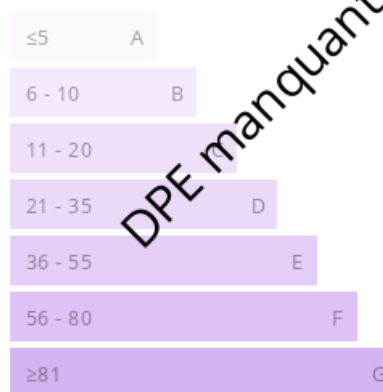 ≤5 A
6 - 10 B
11 - 20 C
21 - 35 D
36 - 55 E
56 - 80 F
≥81 G
DPE manquant